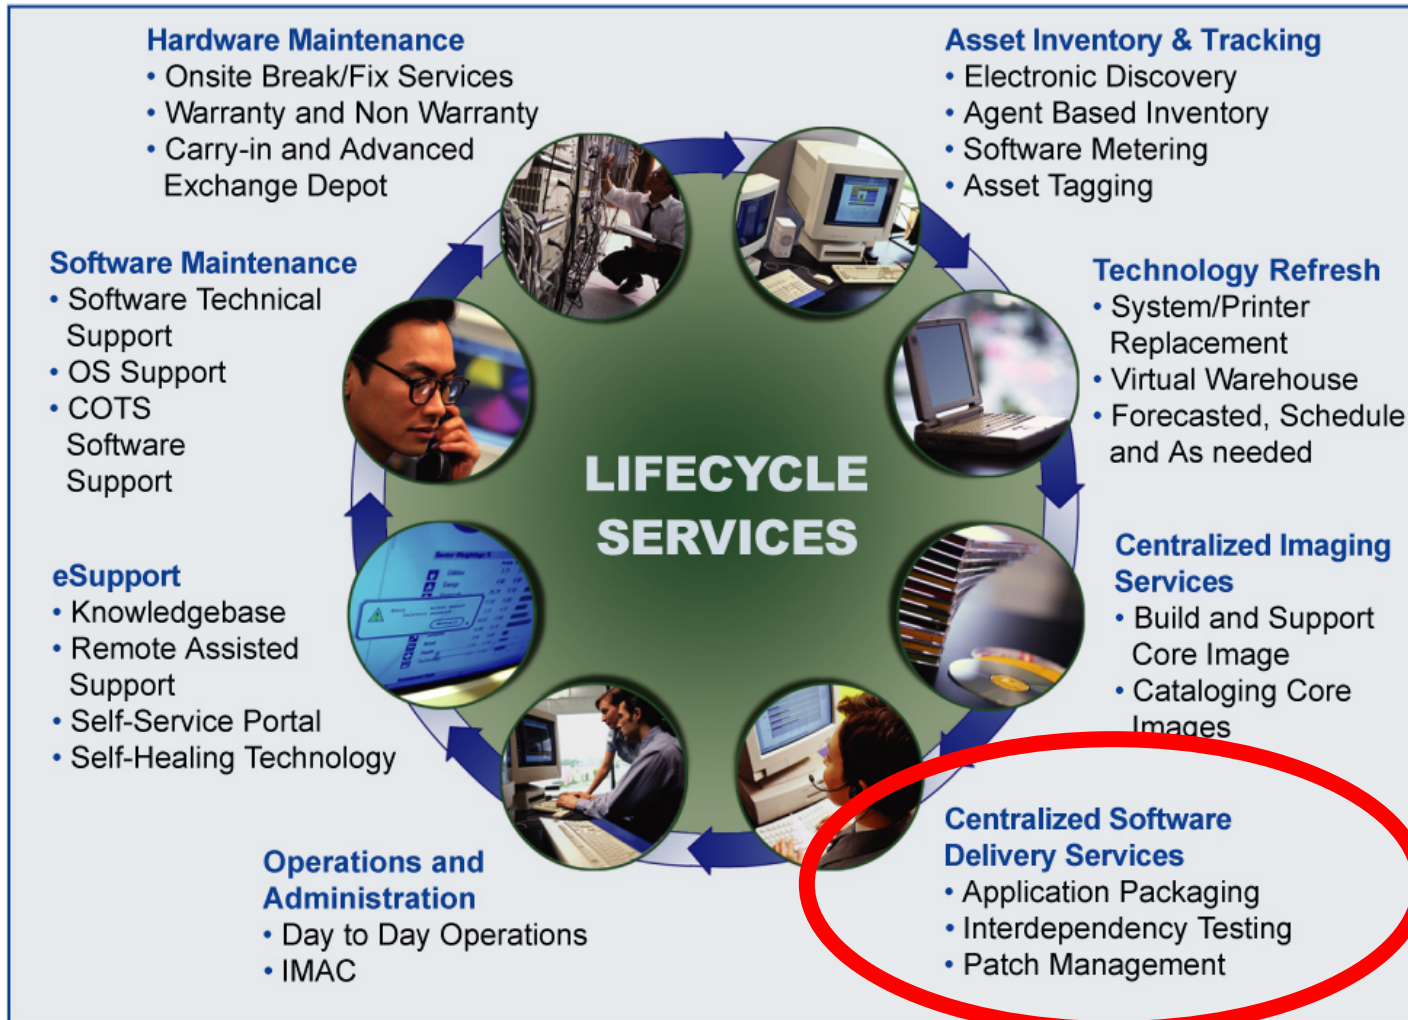 Hardware Maintenance
• Onsite Break/Fix Services
• Warranty and Non Warranty
• Carry-in and Advanced
Exchange Depot
Asset Inventory & Tracking
• Electronic Discovery
• Agent Based Inventory
• Software Metering
• Asset Tagging
Software Maintenance
• Software Technical
Support
• OS Support
• COTS
Software
Support
Technology Refresh
• System/Printer
Replacement
• Virtual Warehouse
• Forecasted, Schedule
and As needed
LIFECYCLE
SERVICES
eSupport
• Knowledgebase
• Remote Assisted
Support
• Self-Service Portal
• Self-Healing Technology
Centralized Imaging
Services
• Build and Support
Core Image
• Cataloging Core
Images
Operations and
Administration
• Day to Day Operations
• IMAC
Centralized Software
Delivery Services
• Application Packaging
• Interdependency Testing
• Patch Management